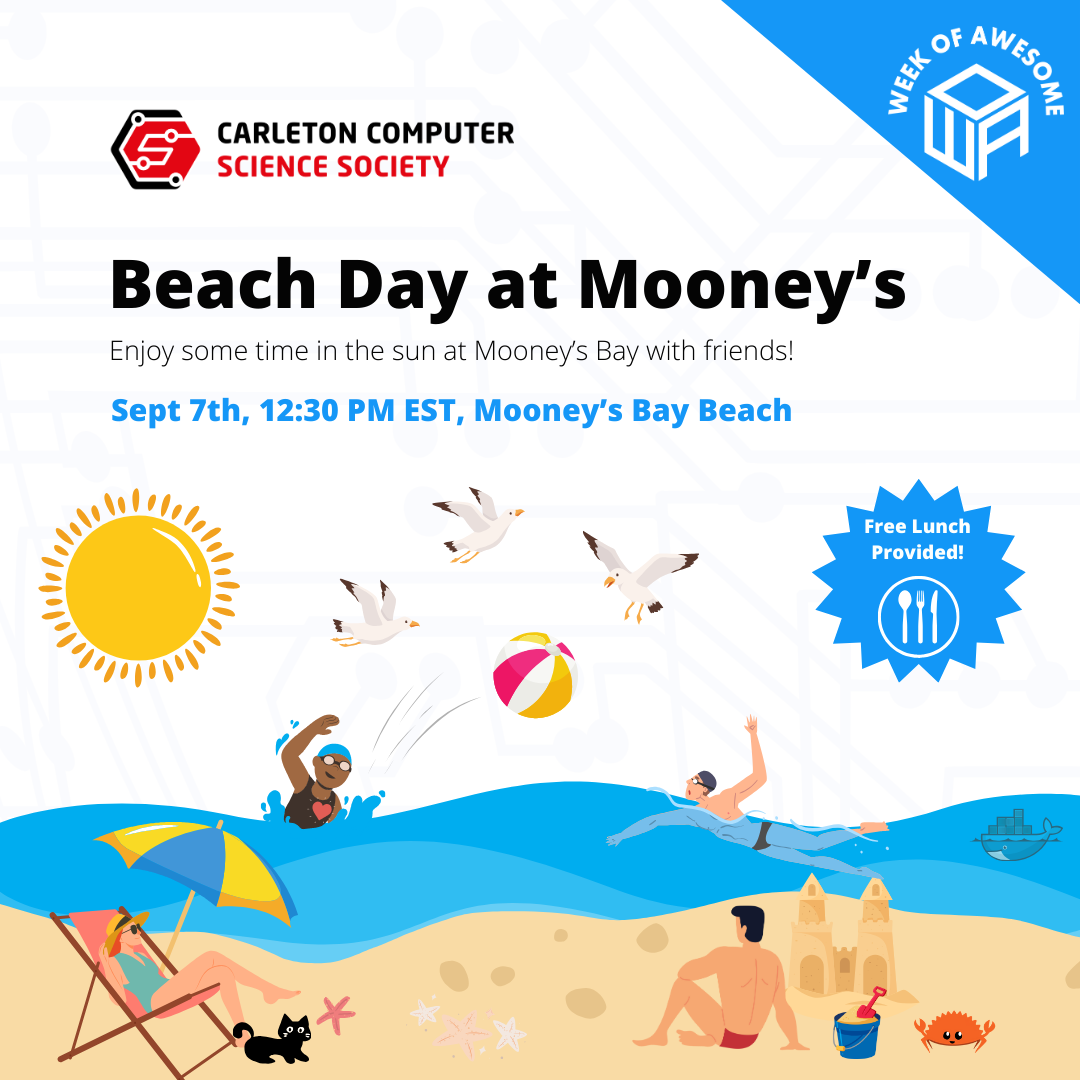 WEEK OF AWESOME
WOA
CARLETON COMPUTER
SCIENCE SOCIETY
Beach Day at Mooney’s
Enjoy some time in the sun at Mooney’s Bay with friends!
Sept 7th, 12:30 PM EST, Mooney’s Bay Beach
Free Lunch
Provided!